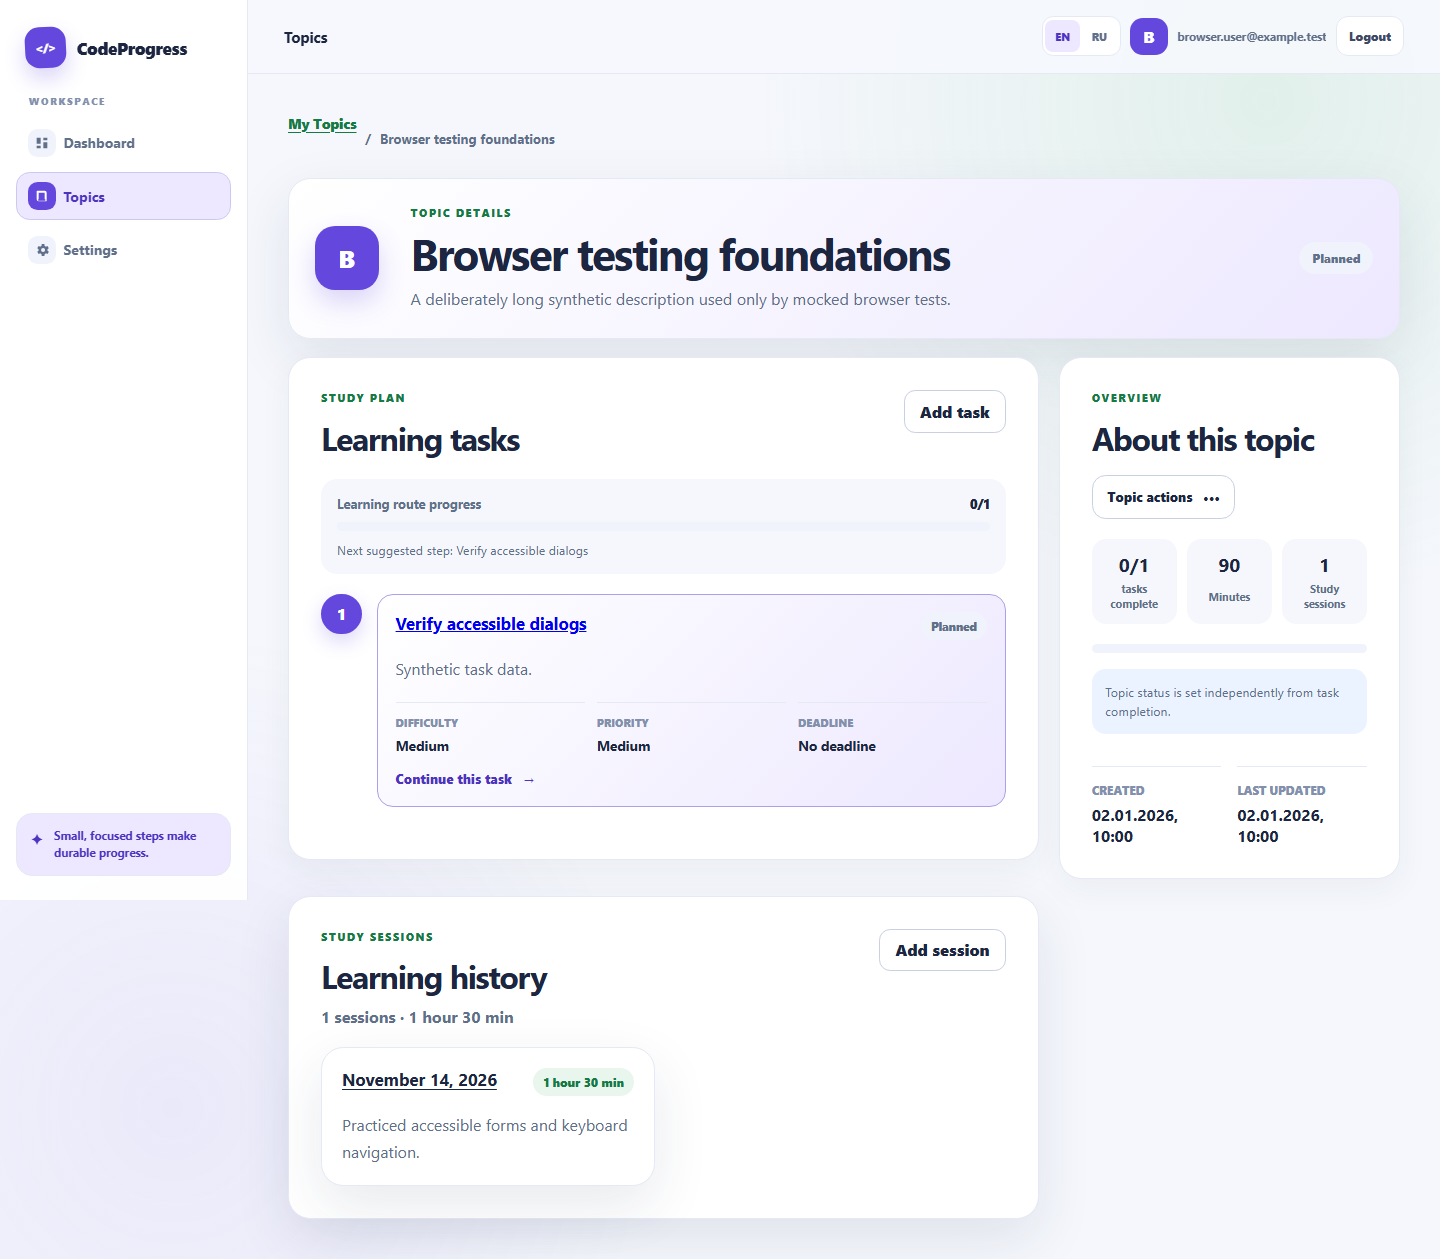 </> CodeProgress
WORKSPACE
Dashboard
Topics
Settings
Small, focused steps make
durable progress.
Topics
EN RU
B
browser.user@example.test
Logout
My Topics / Browser testing foundations
B
TOPIC DETAILS
Browser testing foundations
A deliberately long synthetic description used only by mocked browser tests.
Planned
STUDY PLAN
Learning tasks
Add task
Learning route progress 0/1
Next suggested step: Verify accessible dialogs
1
Verify accessible dialogs
Planned
Synthetic task data.
DIFFICULTY PRIORITY DEADLINE
Medium Medium No deadline
Continue this task →
OVERVIEW
About this topic
Topic actions •••
0/1 90 1
tasks
complete
Minutes
Study
sessions
Topic status is set independently from task
completion.
CREATED LAST UPDATED
02.01.2026,
10:00
02.01.2026,
10:00
STUDY SESSIONS
Learning history
Add session
1 sessions · 1 hour 30 min
November 14, 2026
1 hour 30 min
Practiced accessible forms and keyboard
navigation.